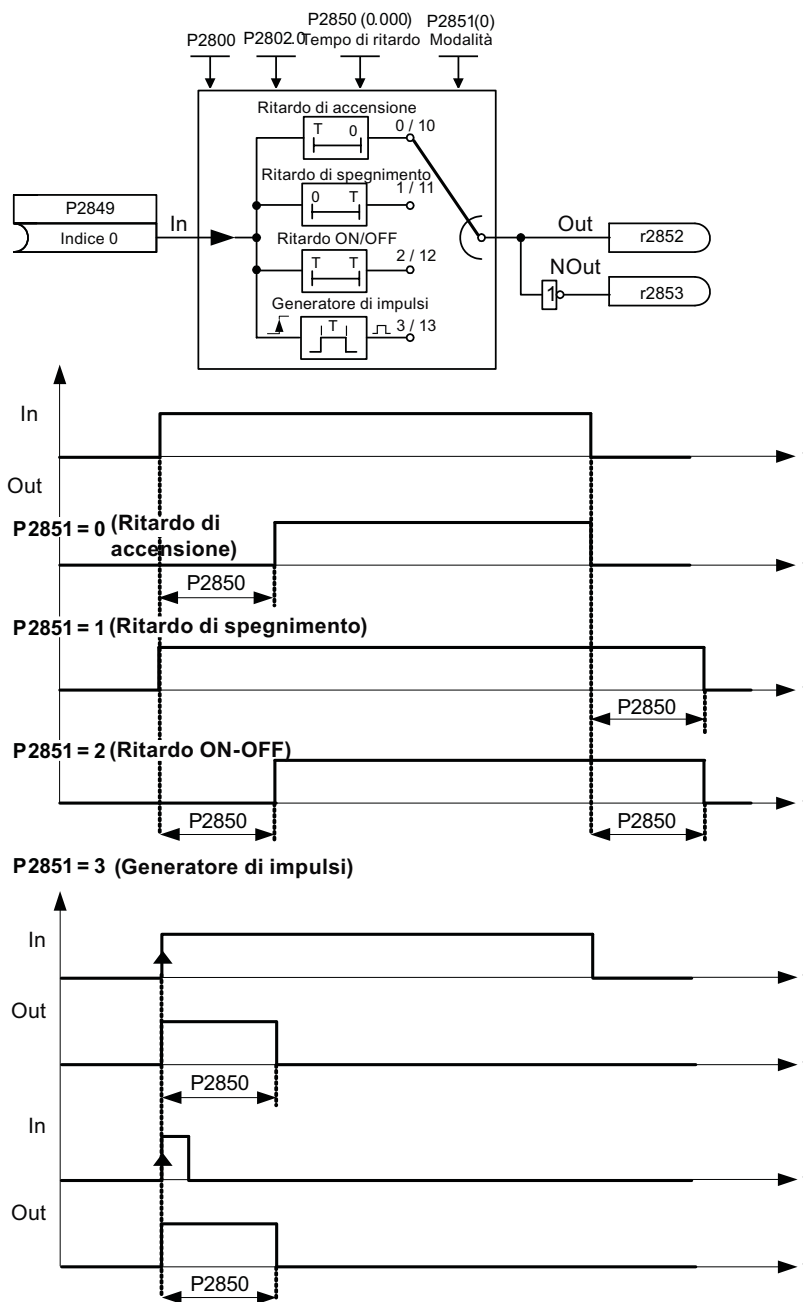 P2850 (0.000) P2851(0)
P2800 P2802.0 Tempo di ritardo Modalità
Ritardo di accensione
T 0 0 / 10
Ritardo di spegnimento
0 T 1 / 11
P2849
Indice 0
In
Ritardo ON/OFF
T T 2 / 12
Generatore di impulsi
T 3 / 13
Out
r2852
NOut
1
r2853
In
Out
P2851 = 0 (Ritardo di
accensione)
P2850
P2851 = 1 (Ritardo di spegnimento)
P2850
P2851 = 2 (Ritardo ON-OFF)
P2850 P2850
P2851 = 3 (Generatore di impulsi)
In
Out
P2850
In
Out
P2850